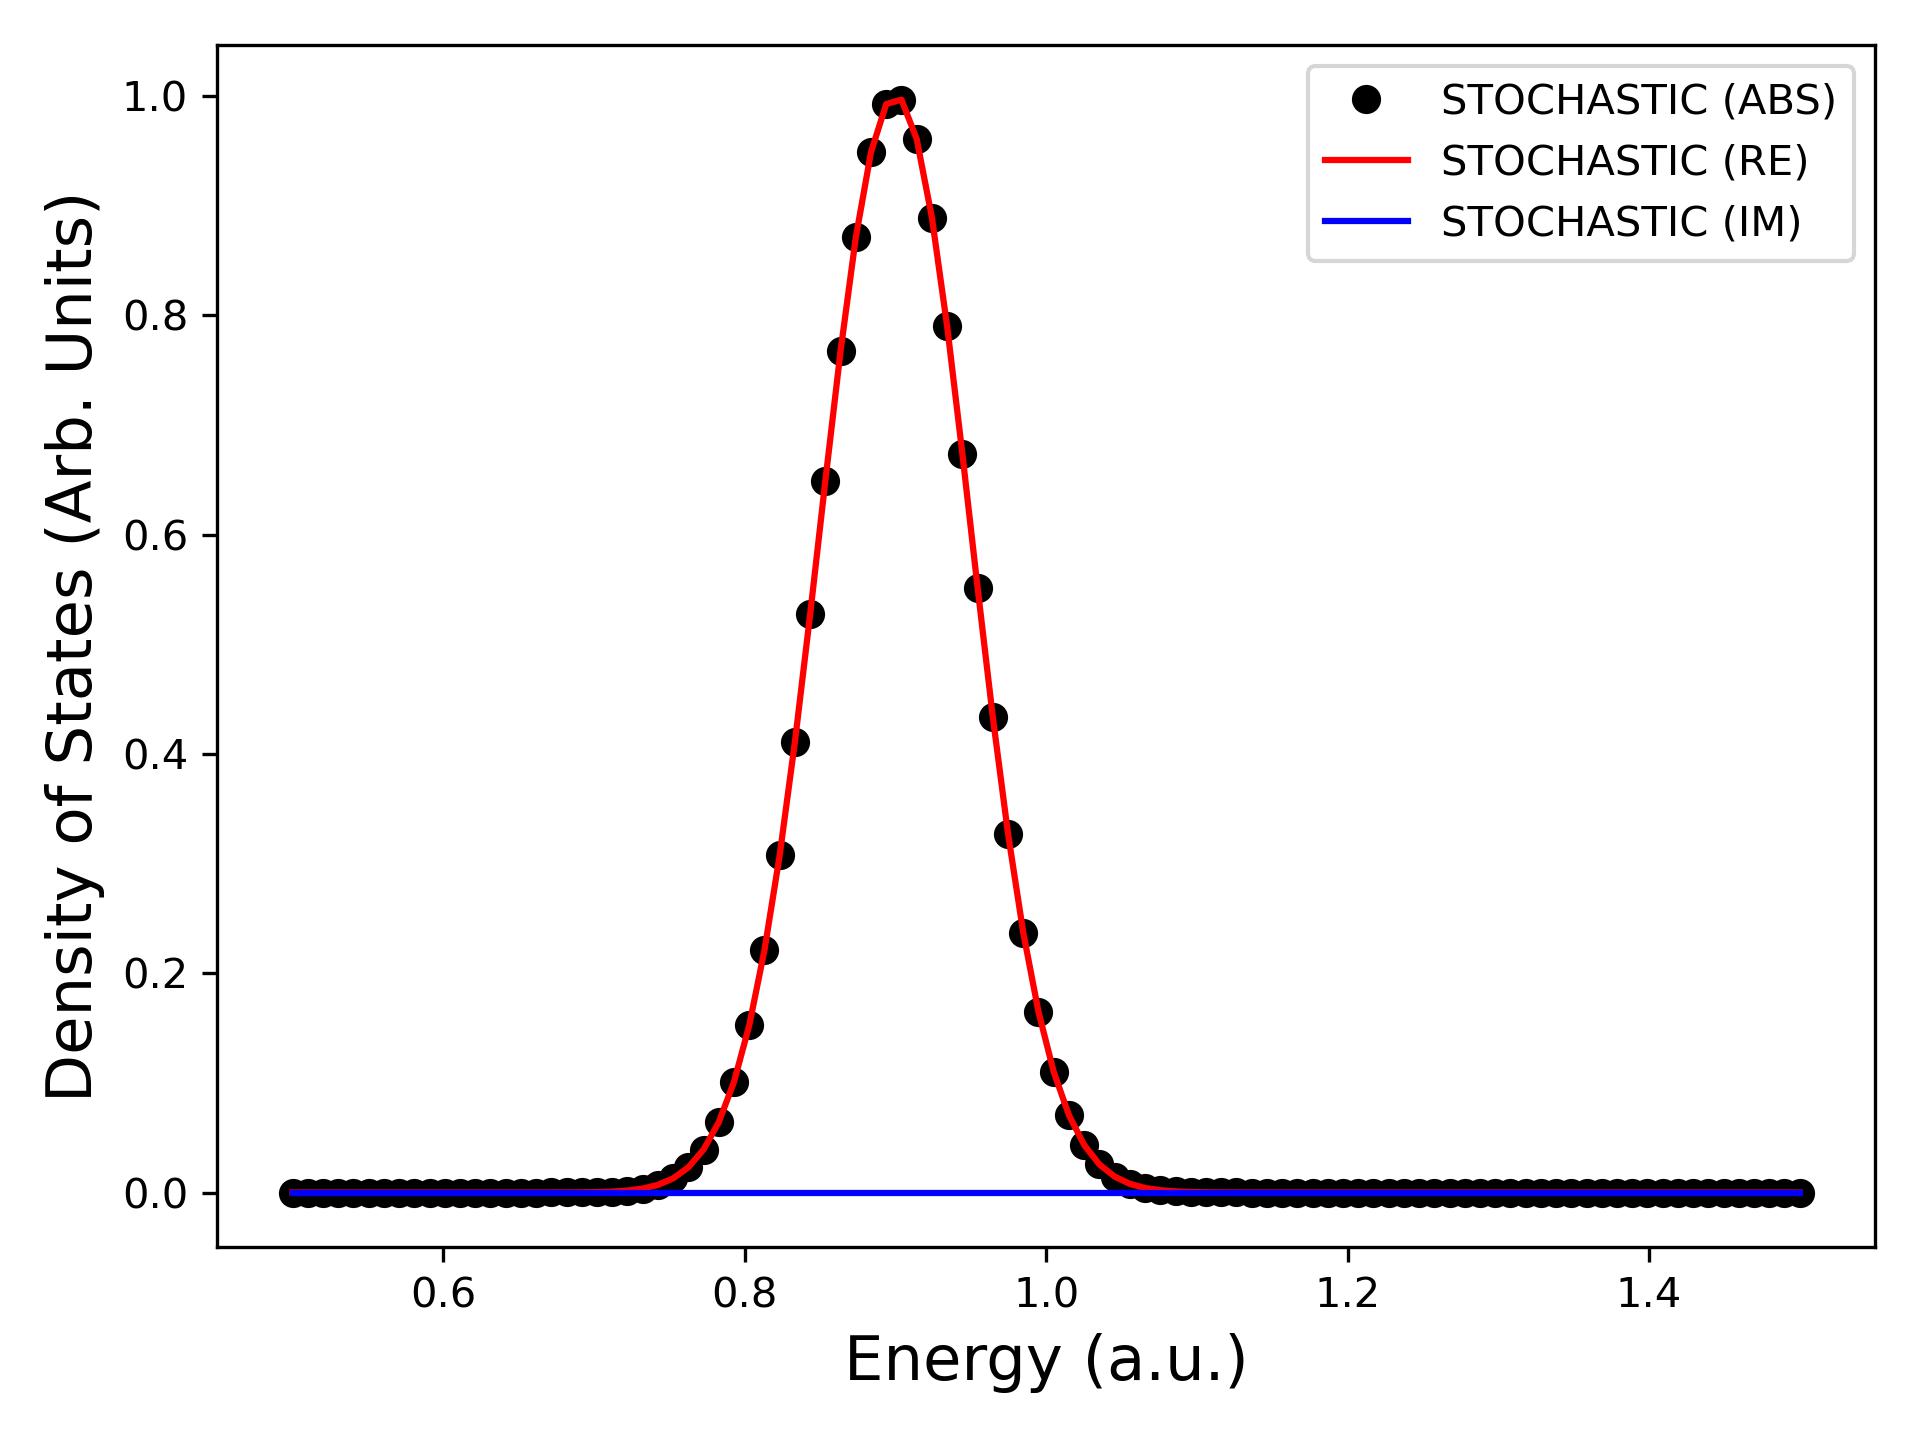 STOCHASTIC (ABS)
STOCHASTIC (RE)
STOCHASTIC (IM)
Density of States (Arb. Units)
1.0
0.8
0.6
0.4
0.2
0.0
0.6 0.8 1.0 1.2 1.4
Energy (a.u.)